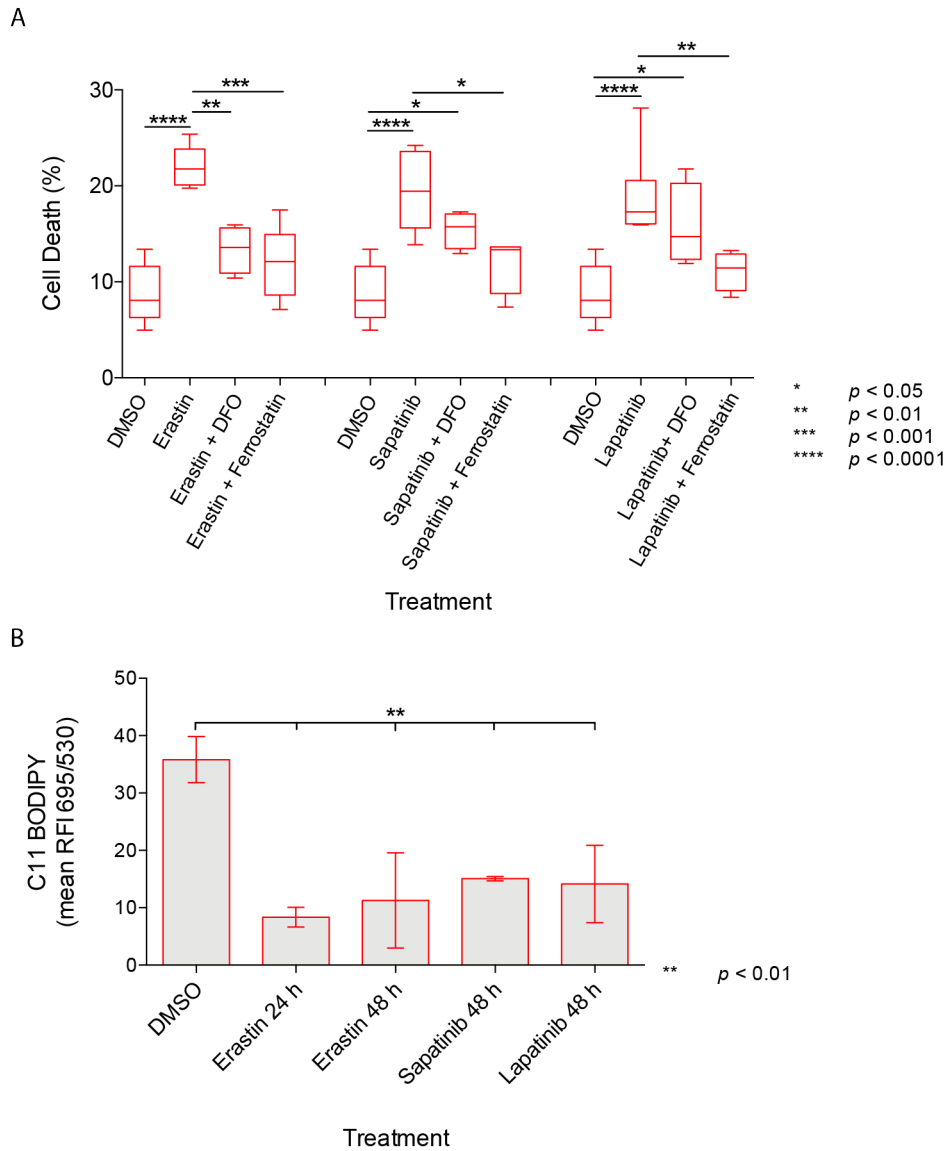 A
*** * **
** * *
**** **** ****
30
20
10
0
Cell Death (%)
DMSO
Erastin
Erastin + DFO
Erastin + Ferrostatin
DMSO
Sapatinib
Sapatinib + DFO
Sapatinib + Ferrostatin
DMSO
Lapatinib
Lapatinib+ DFO
Lapatinib + Ferrostatin
* p < 0.05
** p < 0.01
*** p < 0.001
**** p < 0.0001
Treatment
B
50
40
30
20
10
0
C11 BODIPY
(mean RFI 695/530)
**
DMSO
Erastin 24 h
Erastin 48 h
Sapatinib 48 h
Lapatinib 48 h
** p < 0.01
Treatment